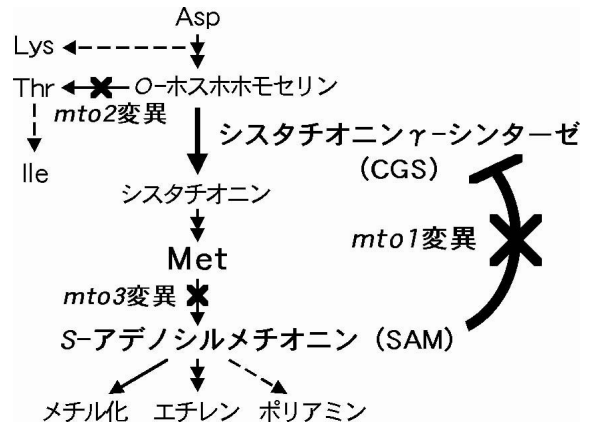 Asp
Lys
Thr
O-ホスホホモセリン
mto2変異
Ile
シスタチオニンγ-シンターゼ
(CGS)
シスタチオニン
Met
mto1変異
mto3変異
S-アデノシルメチオニン (SAM)
メチル化 エチレン ポリアミン